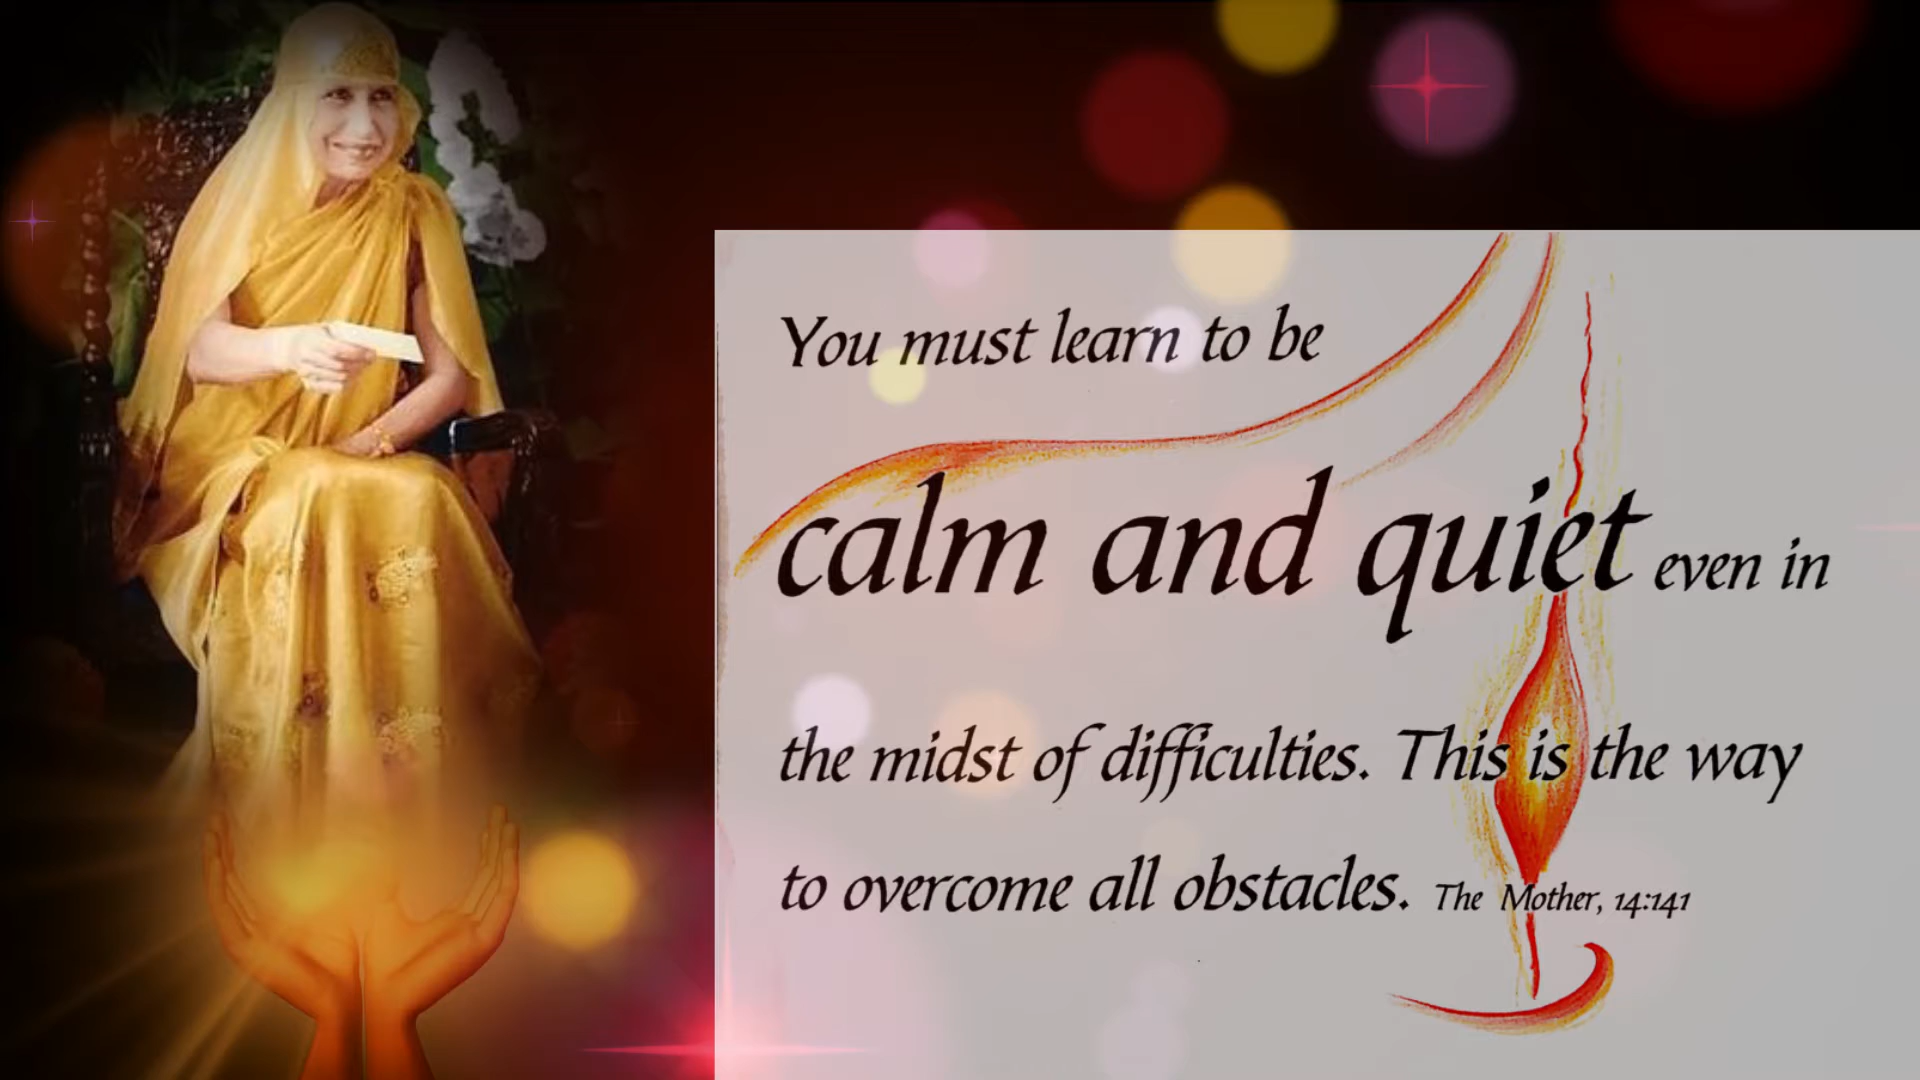 You must learn to be
calm and quiet even in
the midst of difficulties. This is the way
to overcome all obstacles. The Mother, 14:141